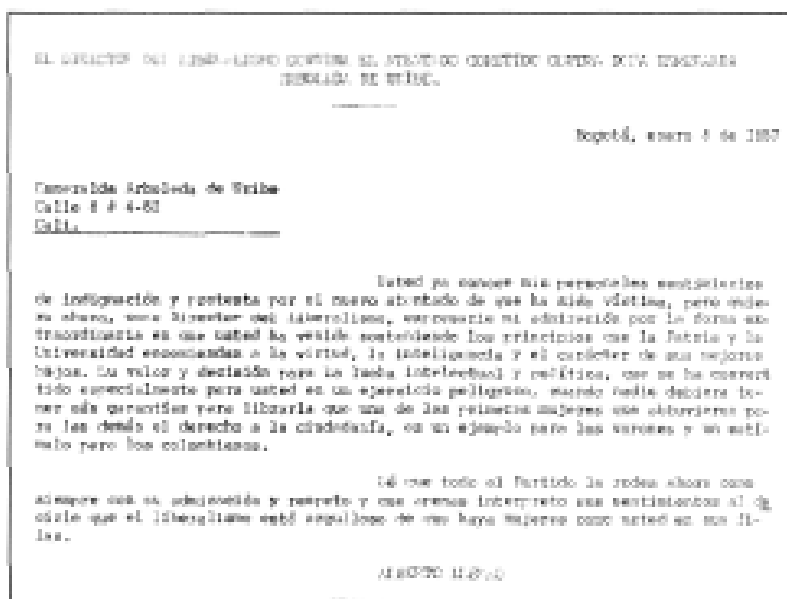 EL DIRECTOR DEL LIBERALISMO CONDENA EL ATENTADO COMETIDO CONTRA DOÑA ESMERALDA
ARBOLEDA DE URIBE.
Bogotá, enero 8 de 1957
Esmeralda Arboleda de Uribe
Calle 8 # 4-82
Cali.
Usted ya conoce mis personales sentimientos
de indignación y protesta por el nuevo atentado de que ha sido víctima, pero quie-
ro ahora, como Director del liberalismo, expresarle mi admiración por la forma ex-
traordinaria en que usted ha venido sosteniendo los principios que la Patria y la
Universidad encomiendan a la virtud, la inteligencia y el carácter de sus mejores
hijos. Su valor y decisión para la lucha intelectual y política, que se ha conver
tido especialmente para usted en un ejercicio peligroso, cuando nadie debiera te-
ner más garantías para librarla que una de las primeras mujeres que obtuvieron pa-
ra las demás el derecho a la ciudadanía, es un ejemplo para los varones y un estí-
mulo para los colombianos.
Sé que todo el Partido la rodea ahora como
siempre con su admiración y respeto y que apenas interpreto sus sentimientos al de
cirle que el liberalismo está orgulloso de que haya mujeres como usted en sus fi-
las.
ALBERTO LLERAS